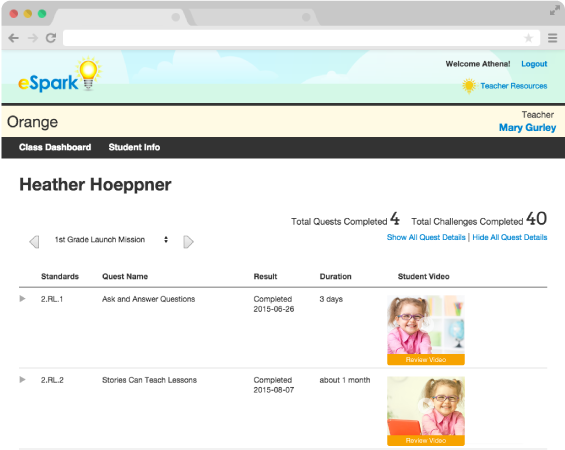 Welcome Athena! Logout
eSpark
Teacher Resources
Orange
Teacher
Mary Gurley
Class Dashboard Student Info
Heather Hoeppner
Total Quests Completed 4 Total Challenges Completed 40
1st Grade Launch Mission
Show All Quest Details | Hide All Quest Details
Standards Quest Name Result Duration Student Video
2.RL.1 Ask and Answer Questions Completed 3 days
2015-06-26
Review Video
2.RL.2 Stories Can Teach Lessons Completed about 1 month
2015-08-07
Review Video